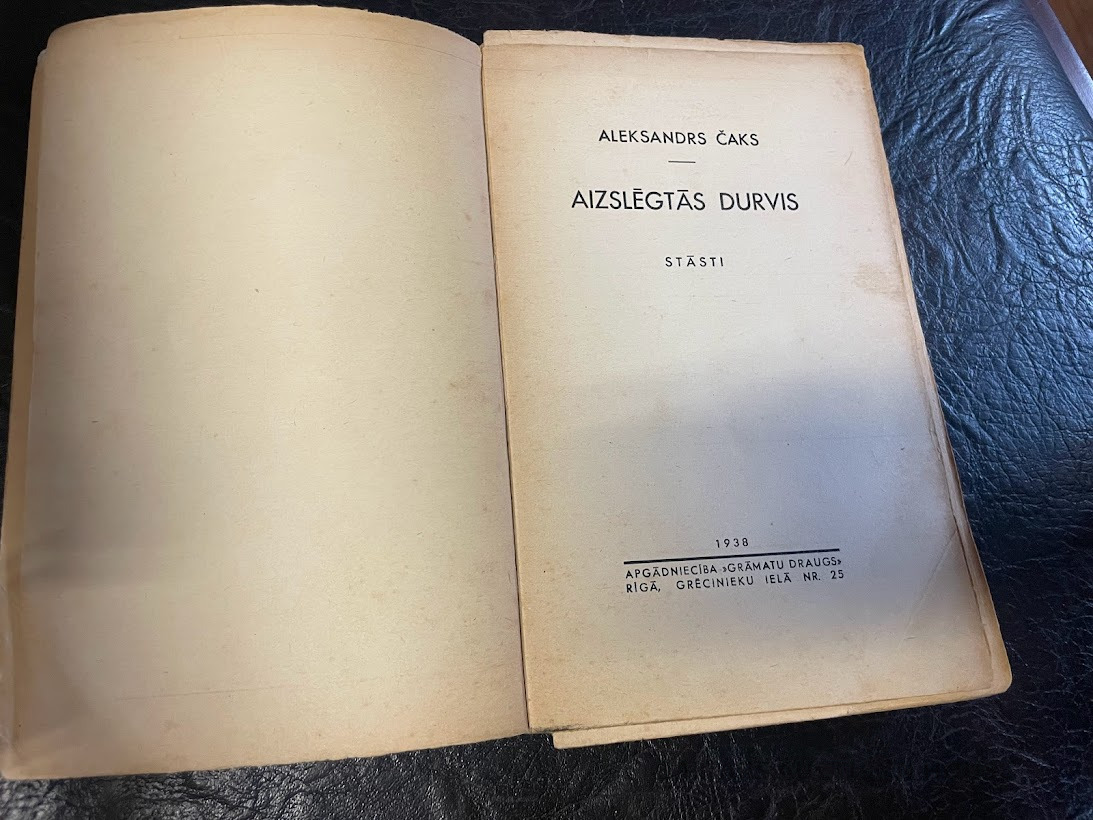 ALEKSANDRS ČAKS
AIZSLĒGTĀS DURVIS
STĀSTI
1938
APGĀDNIECĪBA ›GRĀMATU DRAUGS›
RĪGĀ, GRĒCINIEKU IELĀ NR. 25